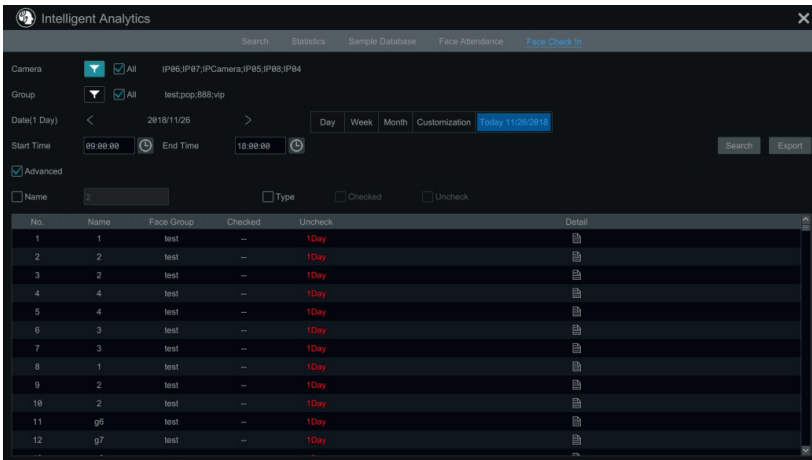 Intelligent Analytics
Search Statistics Sample Database Face Attendance Face Check In
Camera All IP06;IP07;IPCamera;IP05;IP08;IP04
Group All test;pop;888;vip
Date(1 Day) < 2018/11/26 > Day Week Month Customization Today 11/26/2018
Start Time 09:00:00 End Time 18:00:00 Search Export
Advanced
Name 2 Type Checked Uncheck
No. Name Face Group Checked Uncheck Detail
1 1 test -- 1Day
2 2 test -- 1Day
3 2 test -- 1Day
4 4 test -- 1Day
5 4 test -- 1Day
6 3 test -- 1Day
7 3 test -- 1Day
8 1 test -- 1Day
9 2 test -- 1Day
10 2 test -- 1Day
11 g6 test -- 1Day
12 g7 test -- 1Day